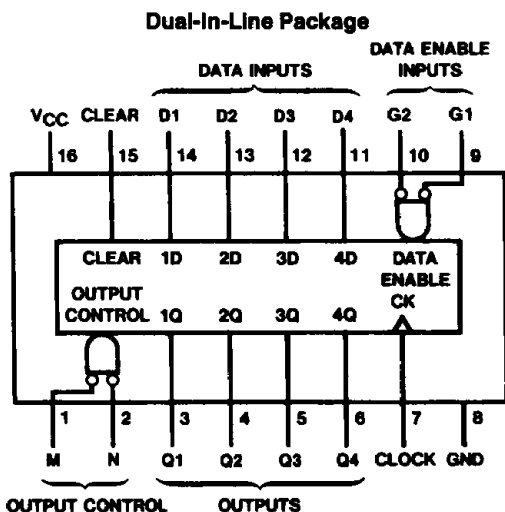 Dual-In-Line Package
DATA ENABLE
DATA INPUTS INPUTS
VCC CLEAR D1 D2 D3 D4 G2 G1
16 15 14 13 12 11 10 9
CLEAR 1D 2D 3D 4D DATA
ENABLE
OUTPUT CK
CONTROL 1Q 2Q 3Q 4Q
1 2 3 4 5 6 7 8
M N Q1 Q2 Q3 Q4 CLOCK GND
OUTPUT CONTROL OUTPUTS